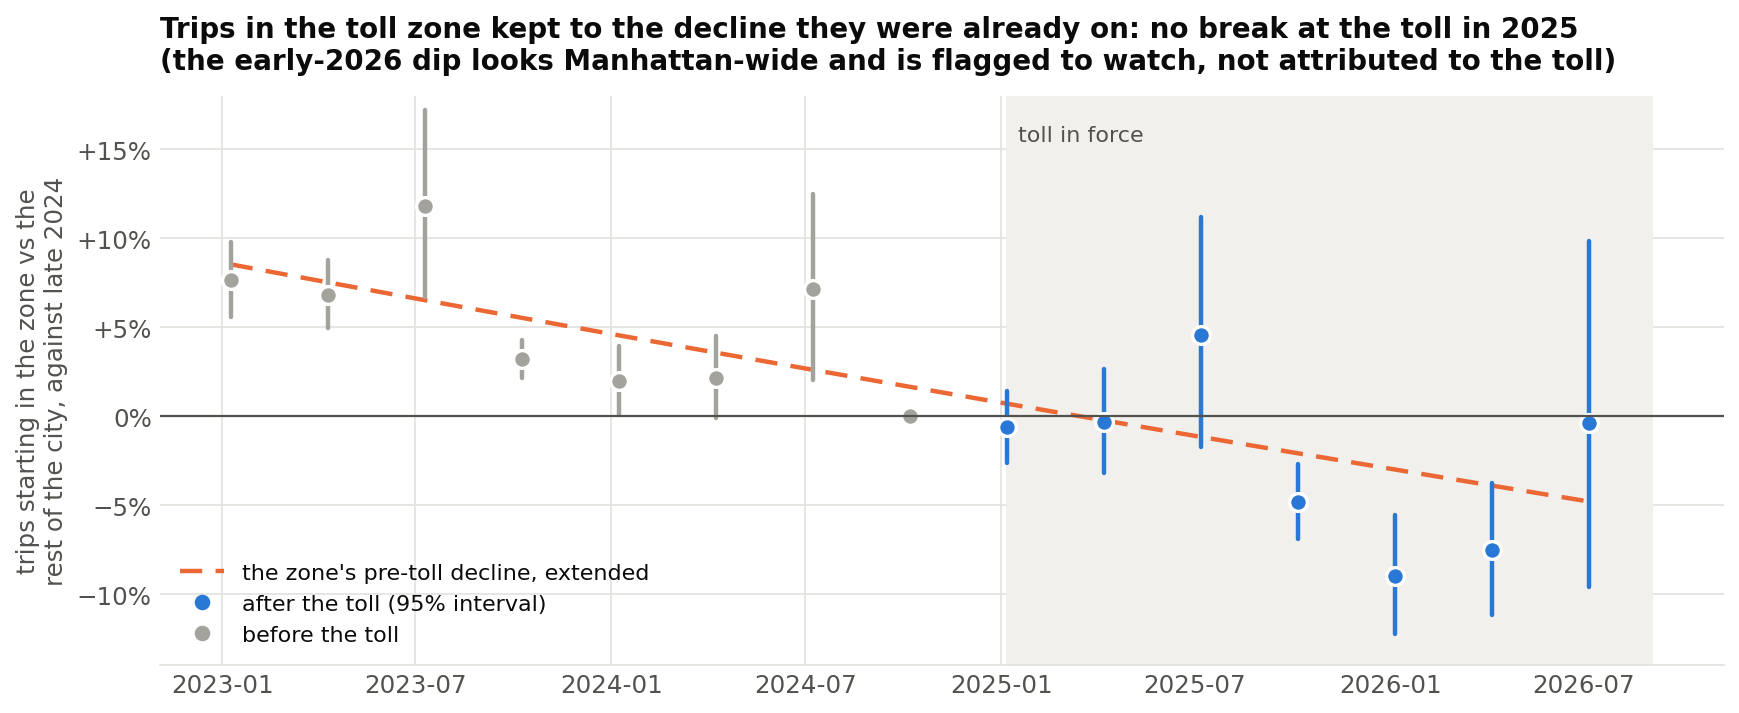 Trips in the toll zone kept to the decline they were already on: no break at the toll in 2025
(the early-2026 dip looks Manhattan-wide and is flagged to watch, not attributed to the toll)
trips starting in the zone vs the
rest of the city, against late 2024
+15%
+10%
+5%
0%
−5%
−10%
toll in force
the zone's pre-toll decline, extended
after the toll (95% interval)
before the toll
2023-01
2023-07
2024-01
2024-07
2025-01
2025-07
2026-01
2026-07